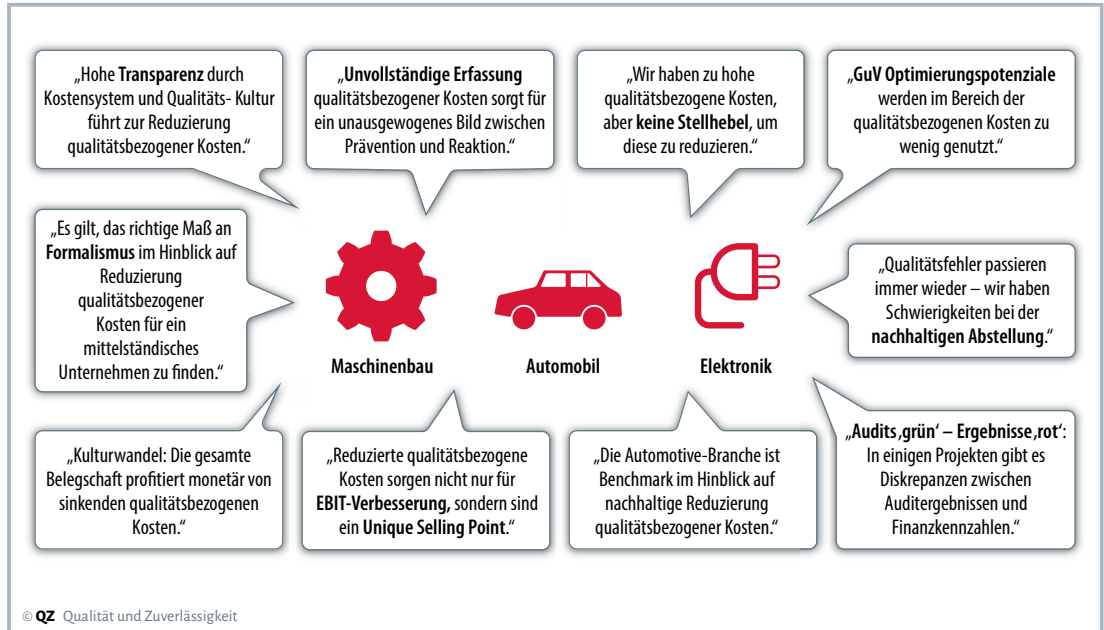 „Hohe Transparenz durch
Kostensystem und Qualitäts- Kultur
führt zur Reduzierung
qualitätsbezogener Kosten.“
„Unvollständige Erfassung
qualitätsbezogener Kosten sorgt für
ein unausgewogenes Bild zwischen
Prävention und Reaktion.“
„Wir haben zu hohe
qualitätsbezogene Kosten,
aber keine Stellhebel, um
diese zu reduzieren.“
„GuV Optimierungspotenziale
werden im Bereich der
qualitätsbezogenen Kosten zu
wenig genutzt.“
„Es gilt, das richtige Maß an
Formalismus im Hinblick auf
Reduzierung
qualitätsbezogener
Kosten für ein
mittelständisches
Unternehmen zu finden.“
Maschinenbau
Automobil
Elektronik
„Qualitätsfehler passieren
immer wieder – wir haben
Schwierigkeiten bei der
nachhaltigen Abstellung.“
„Kulturwandel: Die gesamte
Belegschaft profitiert monetär von
sinkenden qualitätsbezogenen
Kosten.“
„Reduzierte qualitätsbezogene
Kosten sorgen nicht nur für
EBIT-Verbesserung, sondern sind
ein Unique Selling Point.“
„Die Automotive-Branche ist
Benchmark im Hinblick auf
nachhaltige Reduzierung
qualitätsbezogener Kosten.“
„Audits ‚grün‘ – Ergebnisse ‚rot‘:
In einigen Projekten gibt es
Diskrepanzen zwischen
Auditergebnissen und
Finanzkennzahlen.“
© QZ Qualität und Zuverlässigkeit